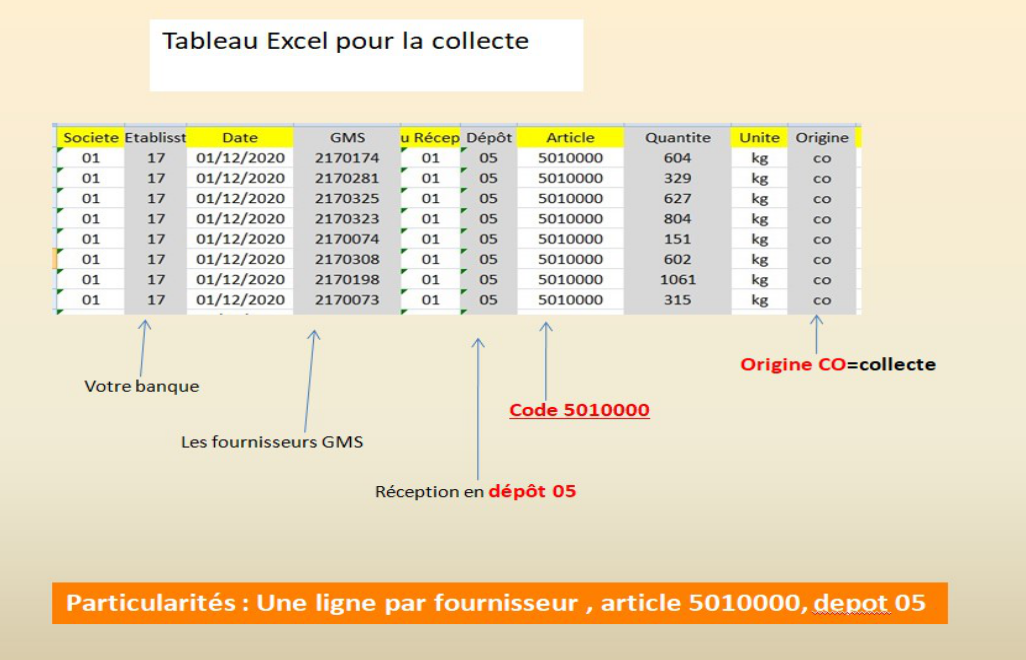 Tableau Excel pour la collecte
Societe Etablisst Date GMS u Récep Dépôt Article Quantite Unite Origine
01 17 01/12/2020 2170174 01 05 5010000 604 kg co
01 17 01/12/2020 2170281 01 05 5010000 329 kg co
01 17 01/12/2020 2170325 01 05 5010000 627 kg co
01 17 01/12/2020 2170323 01 05 5010000 804 kg co
01 17 01/12/2020 2170074 01 05 5010000 151 kg co
01 17 01/12/2020 2170308 01 05 5010000 602 kg co
01 17 01/12/2020 2170198 01 05 5010000 1061 kg co
01 17 01/12/2020 2170073 01 05 5010000 315 kg co
Origine CO=collecte
Votre banque
Code 5010000
Les fournisseurs GMS
Réception en dépôt 05
Particularités : Une ligne par fournisseur , article 5010000, depot 05